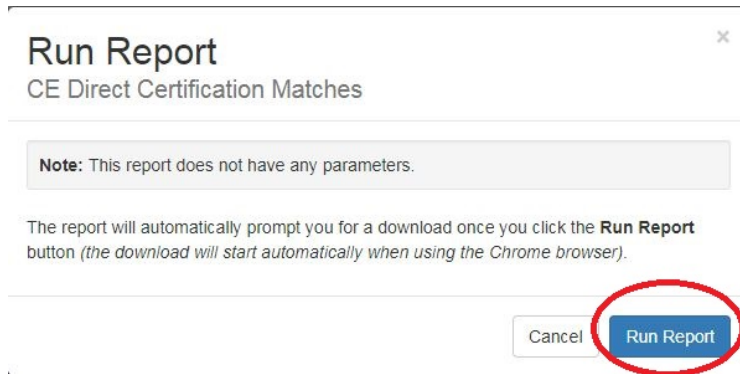 Run Report
×
CE Direct Certification Matches
Note: This report does not have any parameters.
The report will automatically prompt you for a download once you click the Run Report
button (the download will start automatically when using the Chrome browser).
Cancel
Run Report